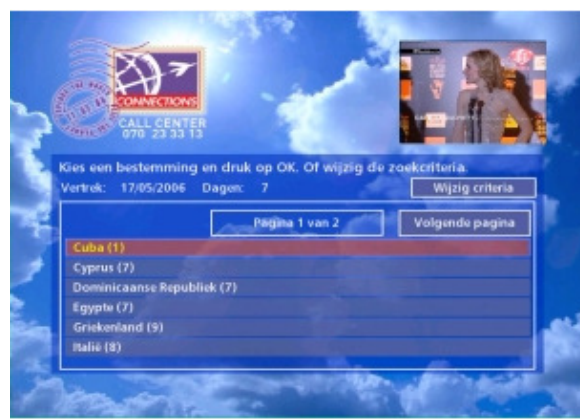 CONNECTIONS
CALL CENTER
070 23 33 13
Kies een bestemming en druk op OK. Of wijzig de zoekcriteria.
Vertrek: 17/05/2006 Dagen: 7 Wijzig criteria
Pagina 1 van 2 Volgende pagina
Cuba (1)
Cyprus (7)
Dominicaanse Republiek (7)
Egypte (7)
Griekenland (9)
Italië (8)